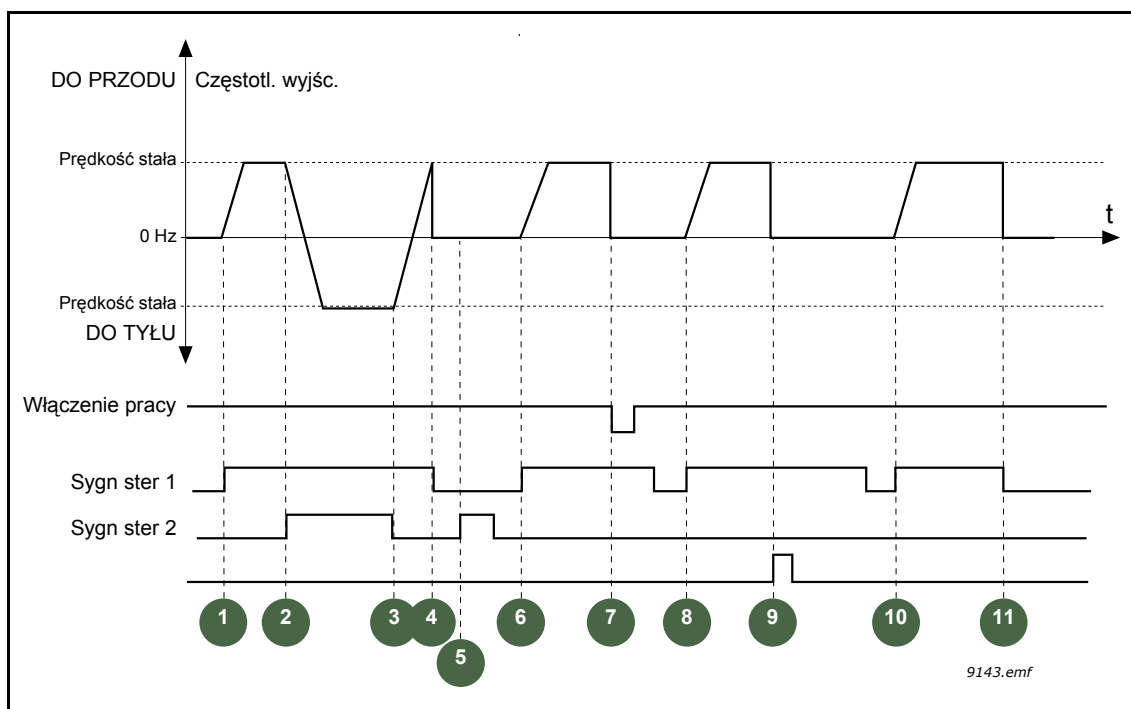 DO PRZODU
Częstotl. wyjśc.
Prędkość stała
t
0 Hz
Prędkość stała
DO TYŁU
Włączenie pracy
Sygn ster 1
Sygn ster 2
1 2 3 4 6 7 8 9 10 11
5
9143.emf